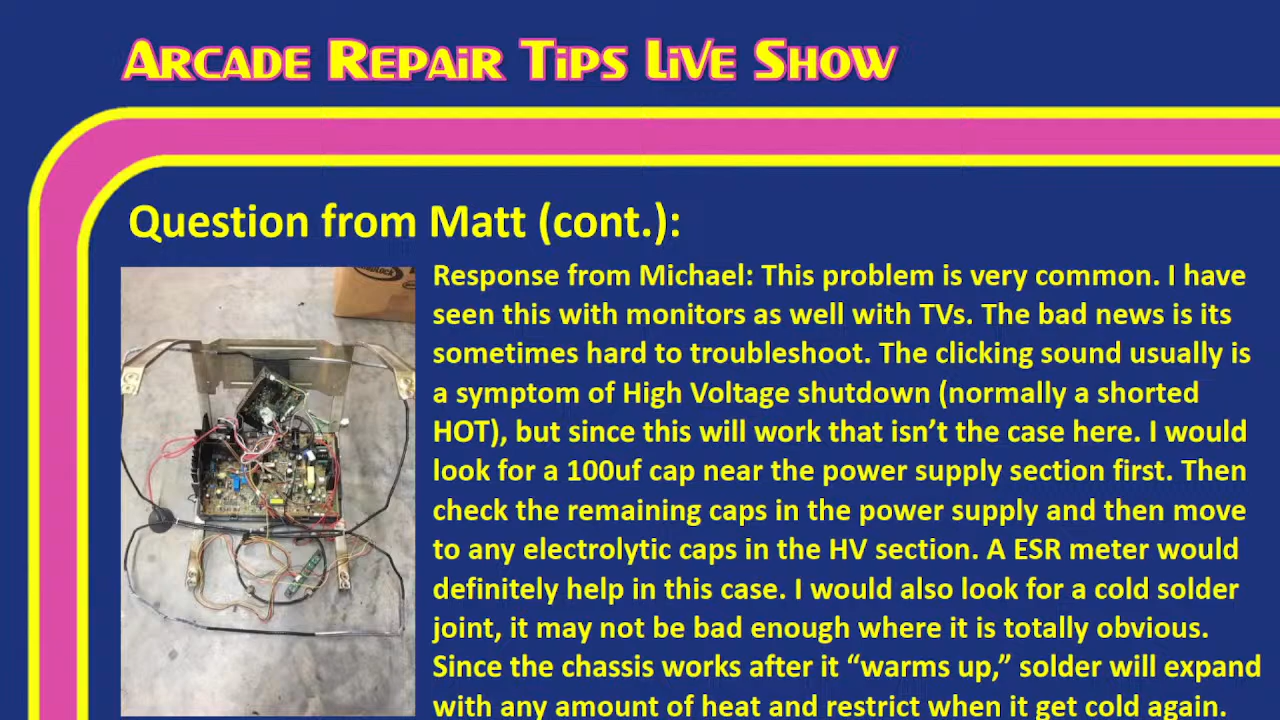 Arcade Repair Tips Live Show
Question from Matt (cont.):
Response from Michael: This problem is very common. I have
seen this with monitors as well with TVs. The bad news is its
sometimes hard to troubleshoot. The clicking sound usually is
a symptom of High Voltage shutdown (normally a shorted
HOT), but since this will work that isn’t the case here. I would
look for a 100uf cap near the power supply section first. Then
check the remaining caps in the power supply and then move
to any electrolytic caps in the HV section. A ESR meter would
definitely help in this case. I would also look for a cold solder
joint, it may not be bad enough where it is totally obvious.
Since the chassis works after it “warms up,” solder will expand
with any amount of heat and restrict when it get cold again.